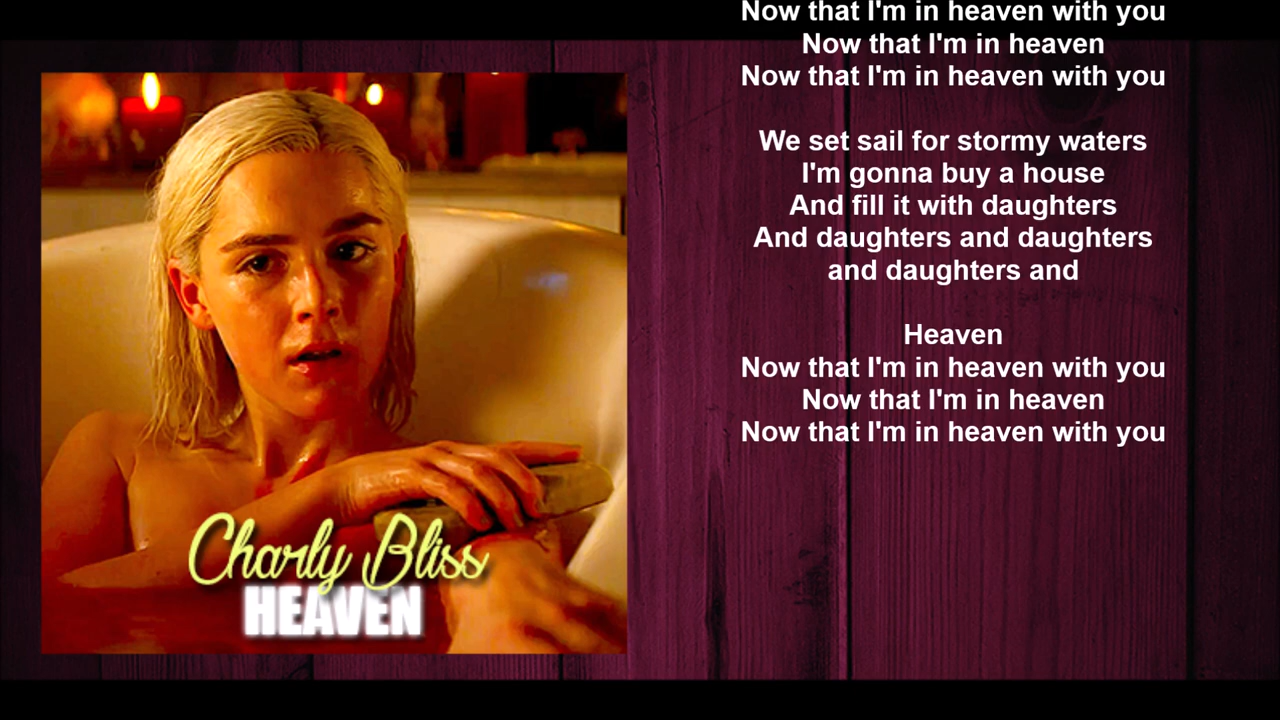 Now that I'm in heaven with you
Now that I'm in heaven
Now that I'm in heaven with you
We set sail for stormy waters
I'm gonna buy a house
And fill it with daughters
And daughters and daughters
and daughters and
Heaven
Now that I'm in heaven with you
Now that I'm in heaven
Now that I'm in heaven with you
Charly Bliss
HEAVEN